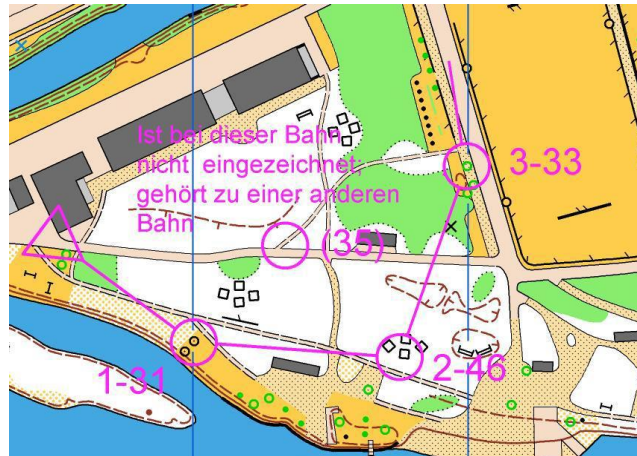 Ist bei dieser Bahn
nicht eingezeichnet;
gehört zu einer anderen
Bahn
3-33
(35)
1-31
2-46